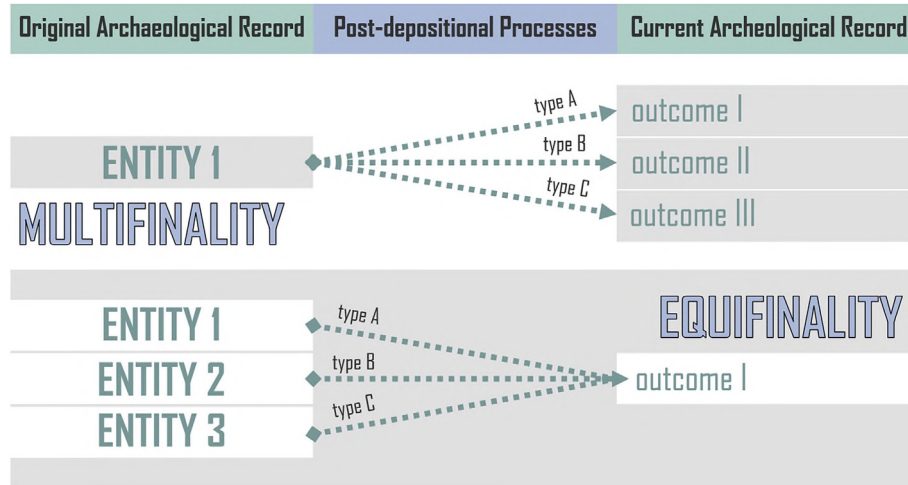 Original Archaeological Record
Post-depositional Processes
Current Archeological Record
type A
outcome I
ENTITY 1
type B
outcome II
type C
outcome III
MULTIFINALITY
EQUIFINALITY
ENTITY 1
type A
ENTITY 2
type B
outcome I
ENTITY 3
type C